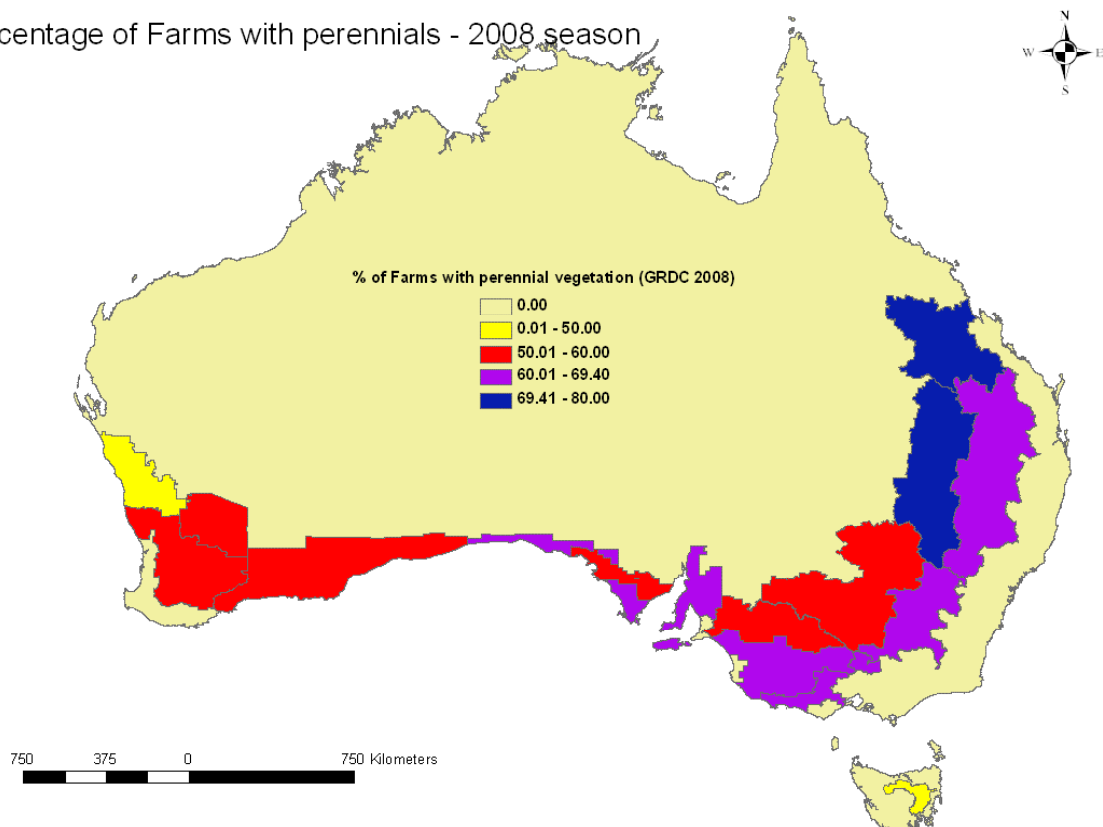 centage of Farms with perennials - 2008 season
N
W E
S
% of Farms with perennial vegetation (GRDC 2008)
0.00
0.01 - 50.00
50.01 - 60.00
60.01 - 69.40
69.41 - 80.00
750 375 0 750 Kilometers